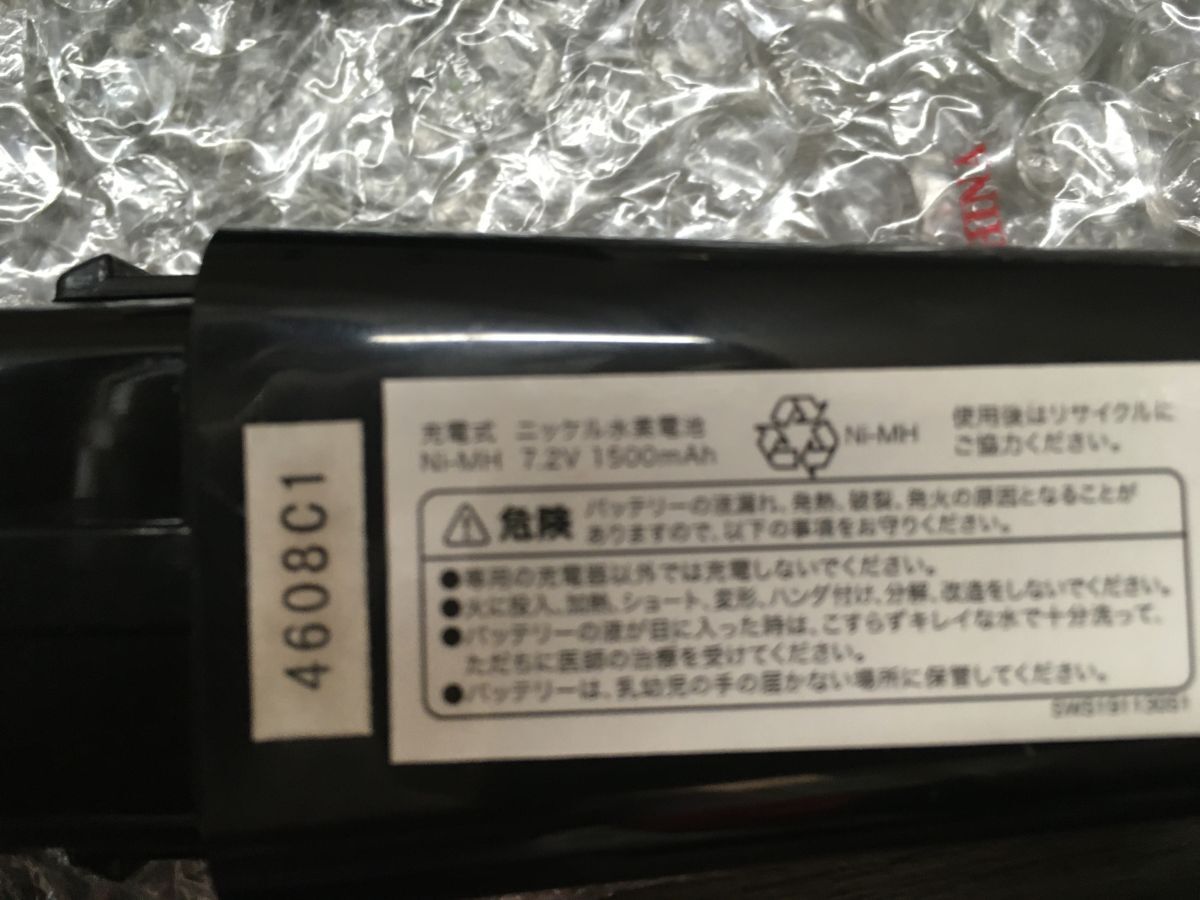 4608C1
充電式 ニッケル水素電池
Ni-MH 7.2V 1500mAh
Ni-MH
使用後はリサイクルに
ご協力ください。
危険
バッテリーの液漏れ、発熱、破裂、発火の原因となることが
ありますので、以下の事項をお守りください。
●専用の充電器以外では充電しないでください。
●火に投入、加熱、ショート、変形、ハンダ付け、分解、改造をしないでください。
●バッテリーの液が目に入った時は、こすらずキレイな水で十分洗って、
ただちに医師の治療を受けてください。
●バッテリーは、乳幼児の手の届かない場所に保管してください。